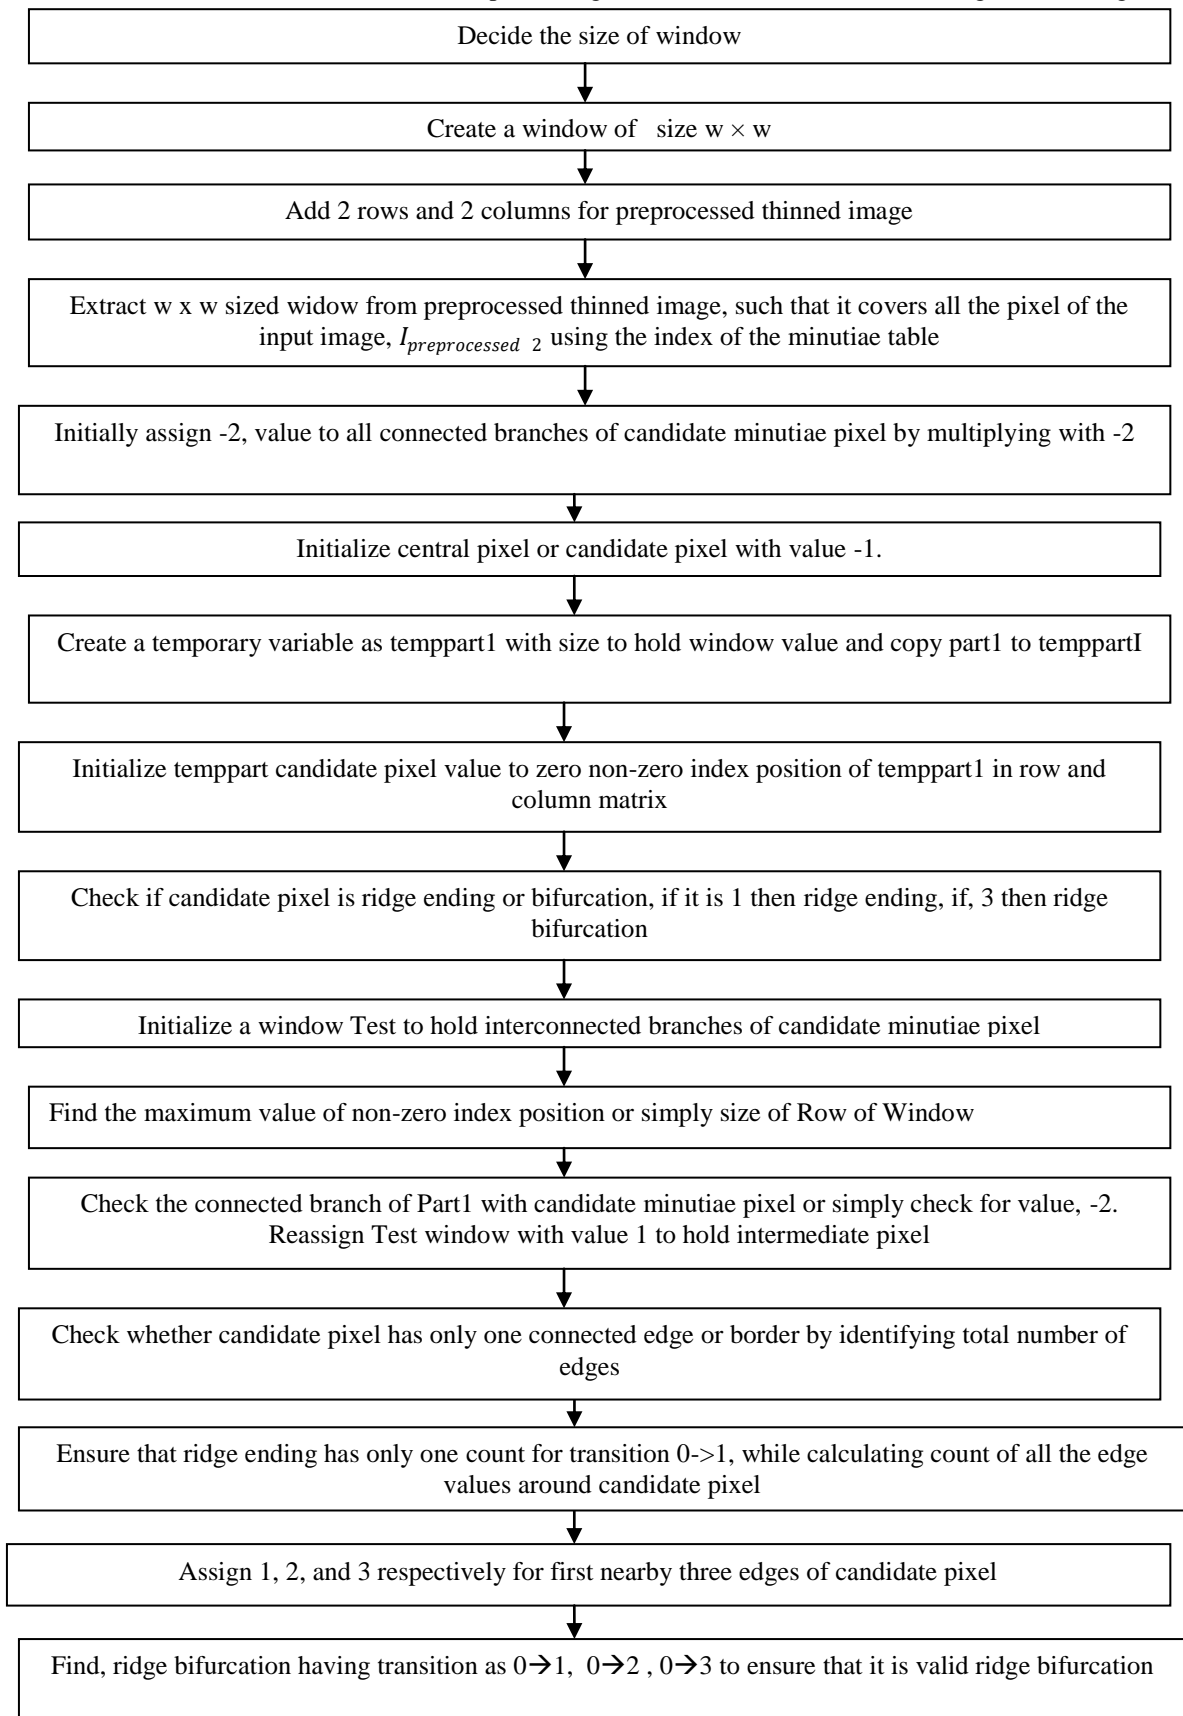 Decide the size of window
Create a window of size w × w
Add 2 rows and 2 columns for preprocessed thinned image
Extract w x w sized widow from preprocessed thinned image, such that it covers all the pixel of the
input image, I_preprocessed 2 using the index of the minutiae table
Initially assign -2, value to all connected branches of candidate minutiae pixel by multiplying with -2
Initialize central pixel or candidate pixel with value -1.
Create a temporary variable as temppart1 with size to hold window value and copy part1 to temppartI
Initialize temppart candidate pixel value to zero non-zero index position of temppart1 in row and
column matrix
Check if candidate pixel is ridge ending or bifurcation, if it is 1 then ridge ending, if, 3 then ridge
bifurcation
Initialize a window Test to hold interconnected branches of candidate minutiae pixel
Find the maximum value of non-zero index position or simply size of Row of Window
Check the connected branch of Part1 with candidate minutiae pixel or simply check for value, -2.
Reassign Test window with value 1 to hold intermediate pixel
Check whether candidate pixel has only one connected edge or border by identifying total number of
edges
Ensure that ridge ending has only one count for transition 0->1, while calculating count of all the edge
values around candidate pixel
Assign 1, 2, and 3 respectively for first nearby three edges of candidate pixel
Find, ridge bifurcation having transition as 0→1, 0→2 , 0→3 to ensure that it is valid ridge bifurcation